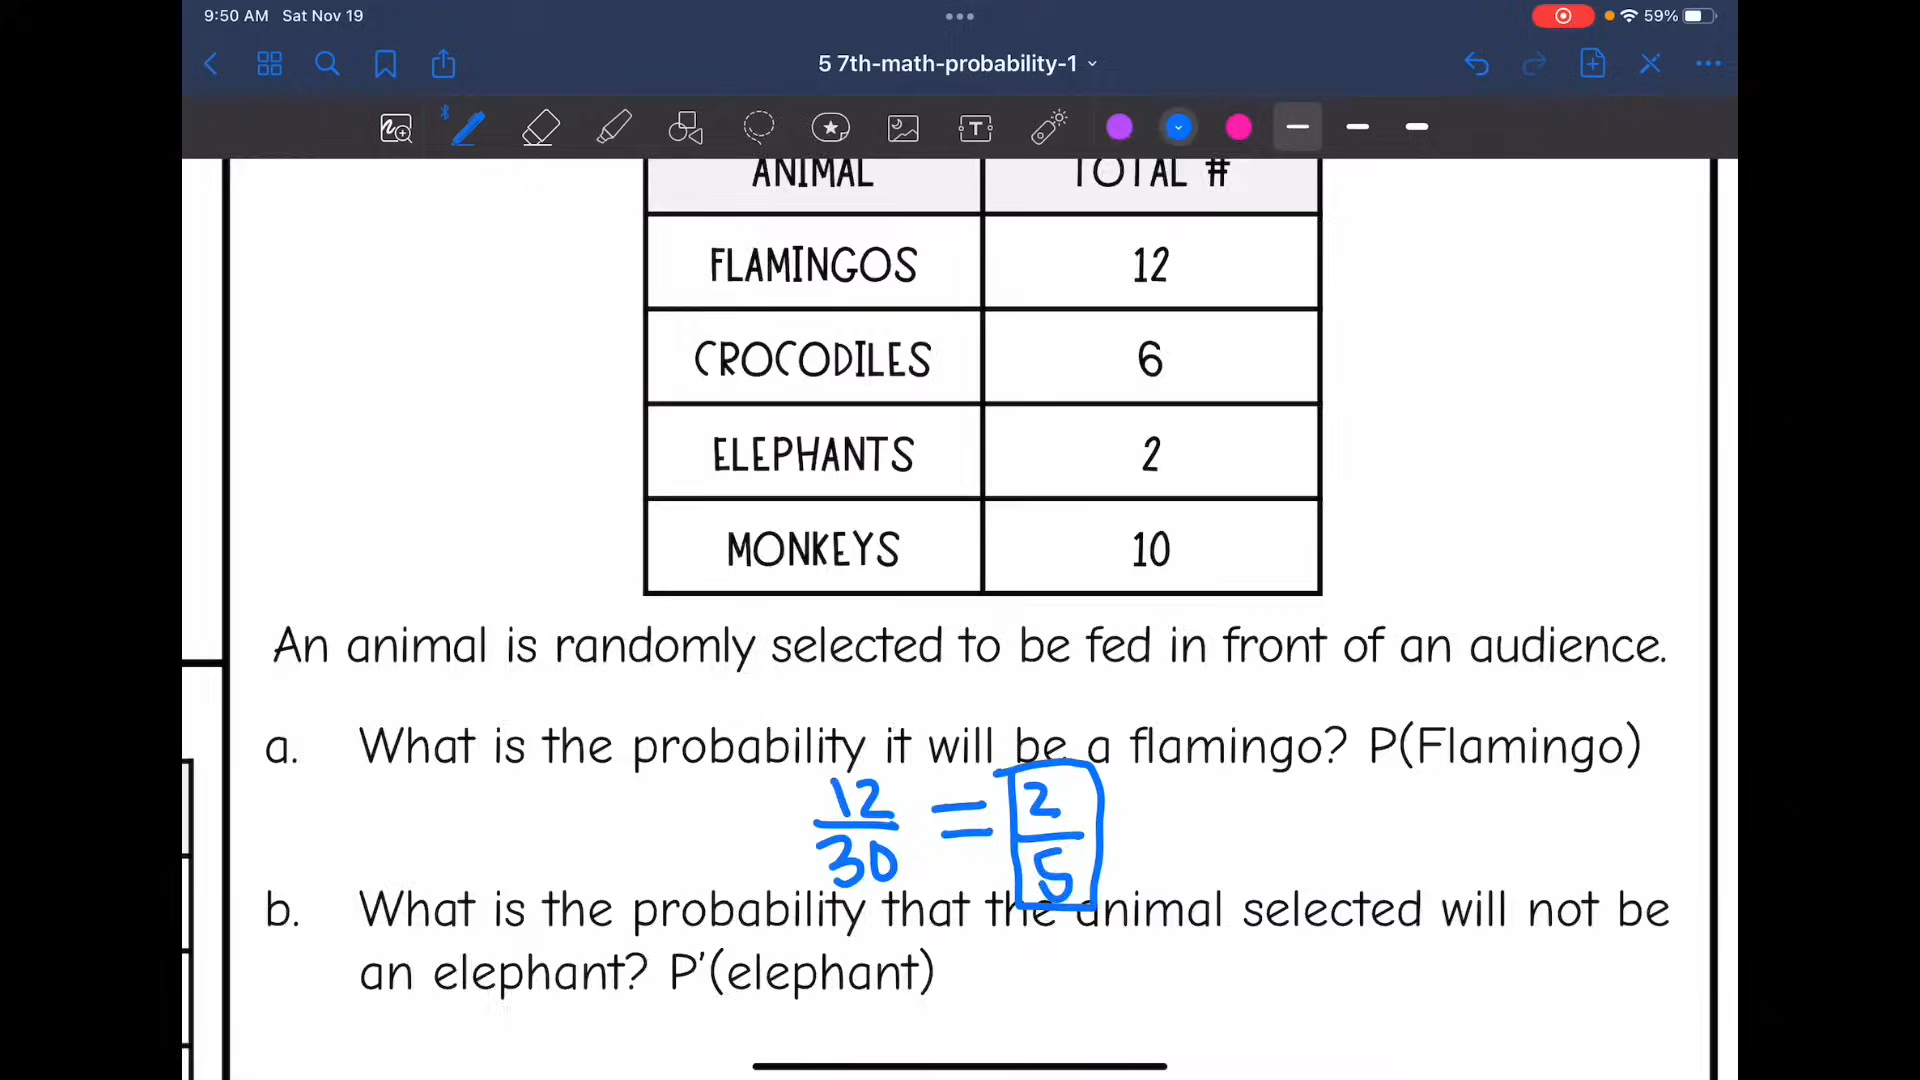 9:50 AM Sat Nov 19
59%
5 7th-math-probability-1
T
ANIMAL TOTAL #
FLAMINGOS 12
CROCODILES 6
ELEPHANTS 2
MONKEYS 10
An animal is randomly selected to be fed in front of an audience.
a. What is the probability it will be a flamingo? P(Flamingo)
12/30 = 2/5
b. What is the probability that the animal selected will not be
an elephant? P'(elephant)